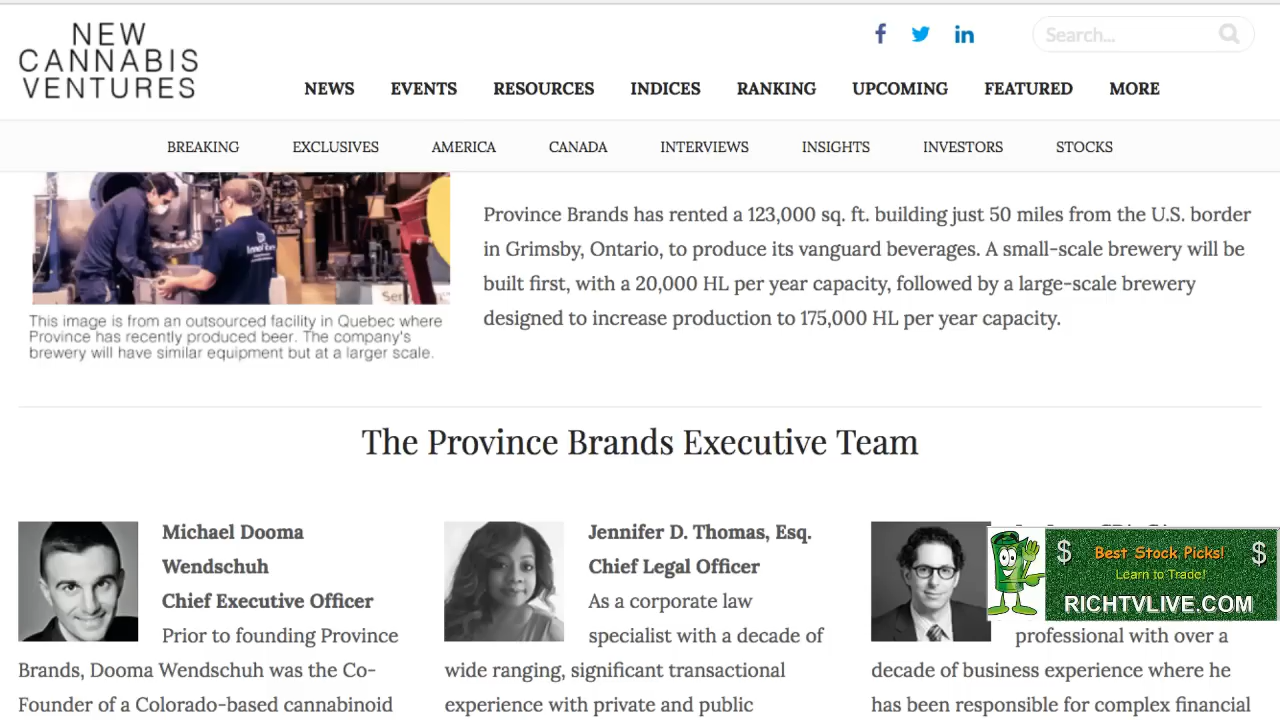 NEW
CANNABIS
VENTURES
Search...
NEWS EVENTS RESOURCES INDICES RANKING UPCOMING FEATURED MORE
BREAKING EXCLUSIVES AMERICA CANADA INTERVIEWS INSIGHTS INVESTORS STOCKS
Province Brands has rented a 123,000 sq. ft. building just 50 miles from the U.S. border
in Grimsby, Ontario, to produce its vanguard beverages. A small-scale brewery will be
built first, with a 20,000 HL per year capacity, followed by a large-scale brewery
designed to increase production to 175,000 HL per year capacity.
This image is from an outsourced facility in Quebec where
Province has recently produced beer. The company's
brewery will have similar equipment but at a larger scale.
The Province Brands Executive Team
Michael Dooma
Wendschuh
Chief Executive Officer
Prior to founding Province
Brands, Dooma Wendschuh was the Co-
Founder of a Colorado-based cannabinoid
Jennifer D. Thomas, Esq.
Chief Legal Officer
As a corporate law
specialist with a decade of
wide ranging, significant transactional
experience with private and public
$ Best Stock Picks! $
Learn to Trade!
RICHTVLIVE.COM
professional with over a
decade of business experience where he
has been responsible for complex financial